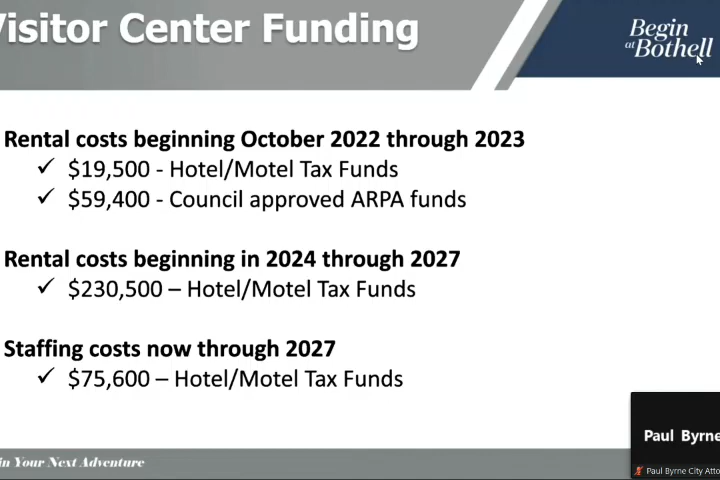 Visitor Center Funding
Begin
at Bothell
Rental costs beginning October 2022 through 2023
✓ $19,500 - Hotel/Motel Tax Funds
✓ $59,400 - Council approved ARPA funds
Rental costs beginning in 2024 through 2027
✓ $230,500 – Hotel/Motel Tax Funds
Staffing costs now through 2027
✓ $75,600 – Hotel/Motel Tax Funds
in Your Next Adventure
Paul Byrne
Paul Byrne City Atto